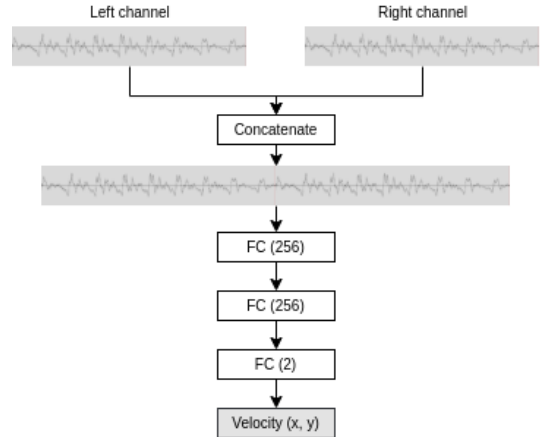 Left channel
Right channel
Concatenate
FC (256)
FC (256)
FC (2)
Velocity (x, y)